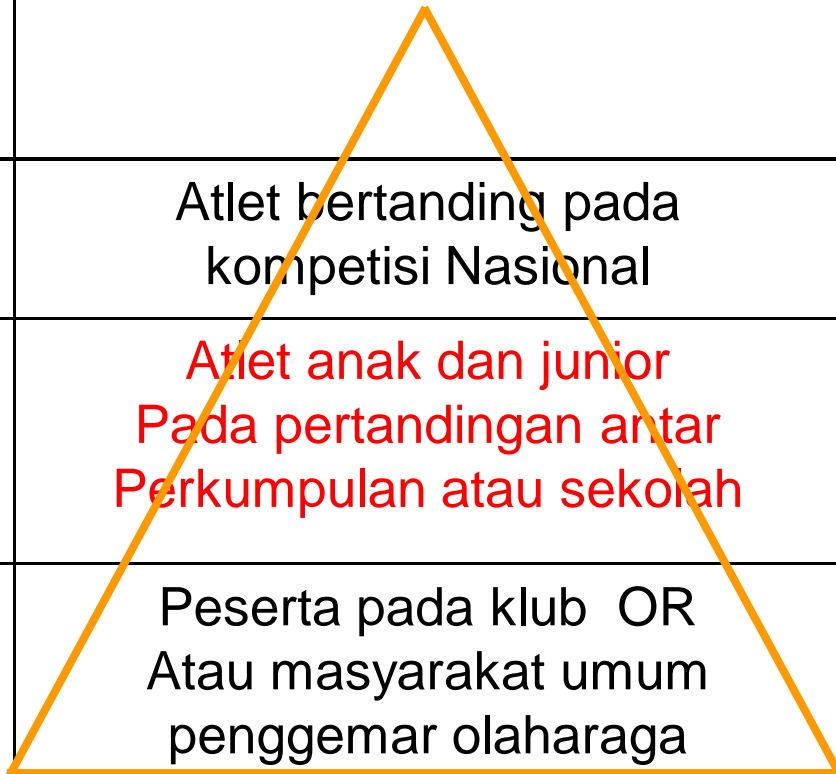 Atlet bertanding pada
kompetisi Nasional
Atlet anak dan junior
Pada pertandingan antar
Perkumpulan atau sekolah
Peserta pada klub OR
Atau masyarakat umum
penggemar olaharaga